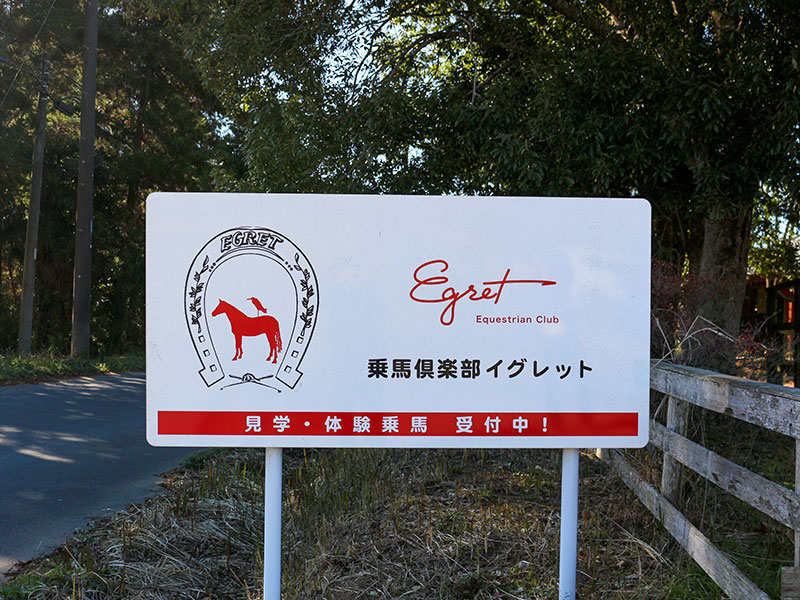 EGRET
Egret
Equestrian Club
乗馬倶楽部イグレット
見学・体験乗馬 受付中!